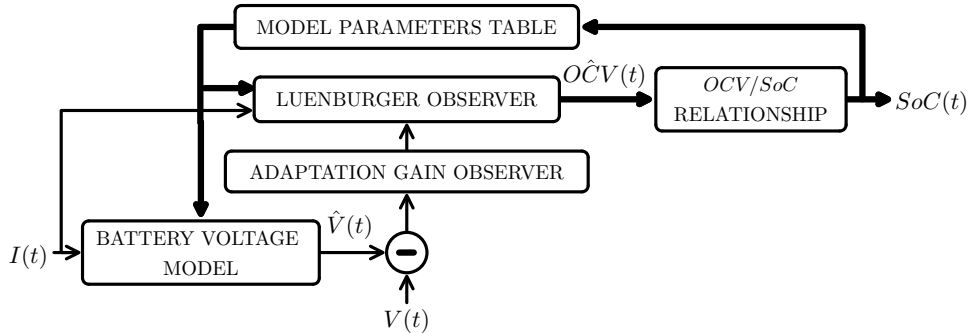 MODEL PARAMETERS TABLE
LUENBURGER OBSERVER
OĈV(t)
OCV/SoC
RELATIONSHIP
SoC(t)
ADAPTATION GAIN OBSERVER
I(t)
BATTERY VOLTAGE
MODEL
V̂(t)
V(t)